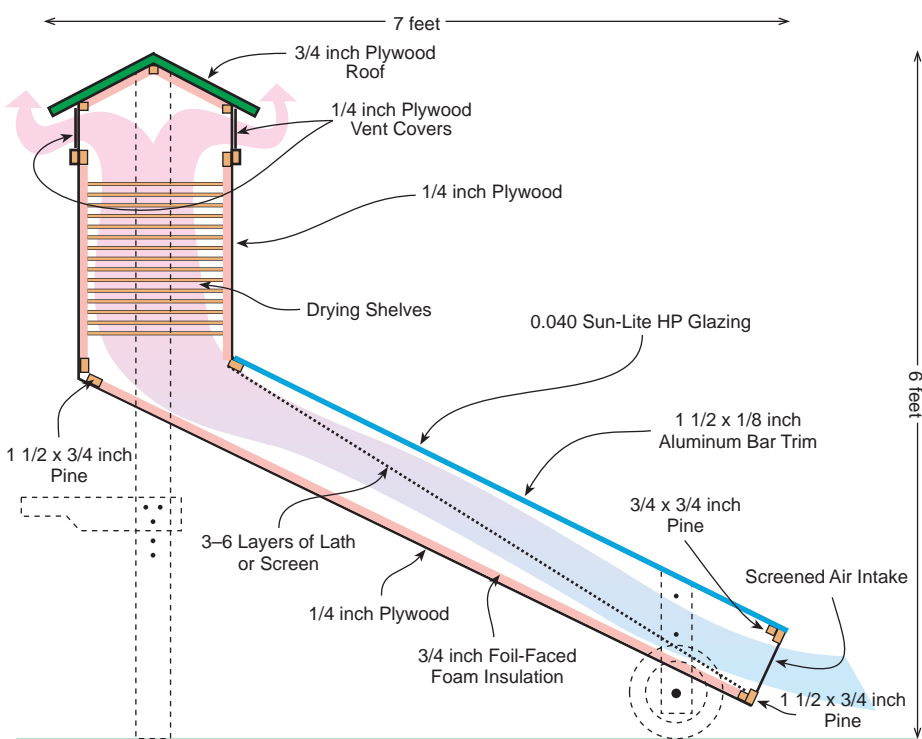 7 feet
3/4 inch Plywood
Roof
1/4 inch Plywood
Vent Covers
1/4 inch Plywood
Drying Shelves
0.040 Sun-Lite HP Glazing
6 feet
1 1/2 x 1/8 inch
Aluminum Bar Trim
1 1/2 x 3/4 inch
Pine
3/4 x 3/4 inch
Pine
3–6 Layers of Lath
or Screen
Screened Air Intake
1/4 inch Plywood
3/4 inch Foil-Faced
Foam Insulation
1 1/2 x 3/4 inch
Pine